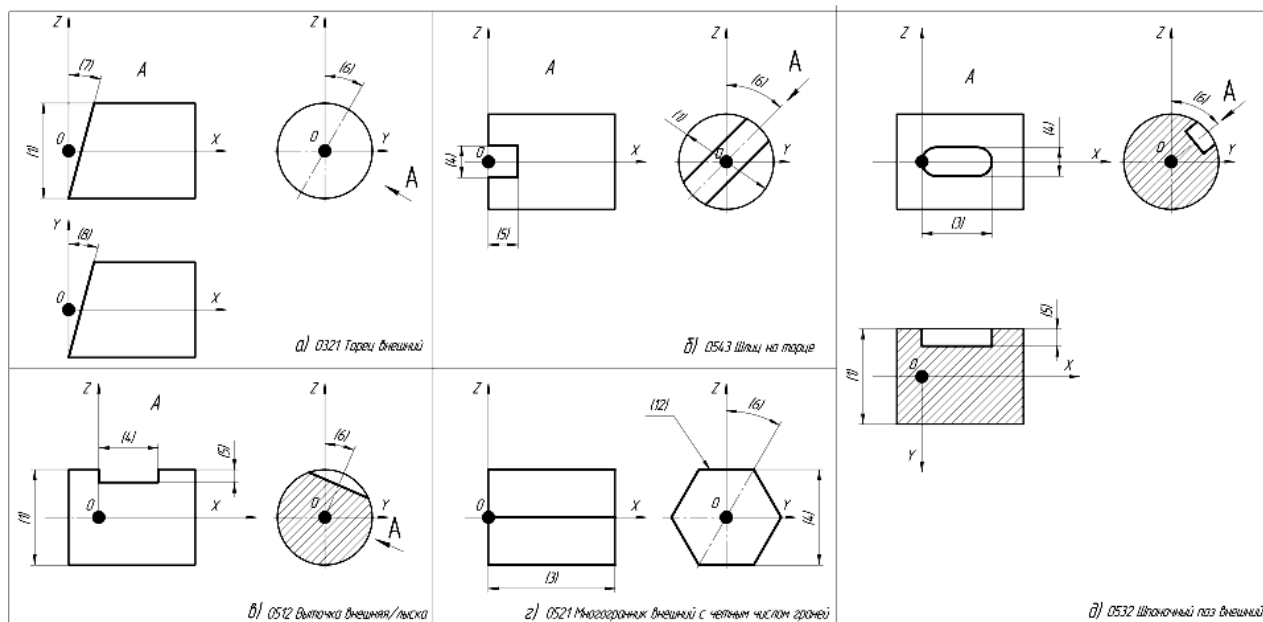 Z
(7)
A
(1)
0
X
Z
(6)
0
Y
A
Y
(8)
0
X
а) 0321 Торец внешний
Z
A
0
(4)
X
(5)
Z
(6)
A
(1)
0
Y
б) 0543 Шлиц на торце
Z
A
0
(4)
X
(3)
Z
(6)
A
0
Y
(5)
(1)
0
X
Y
д) 0532 Шпоночный паз внешний
Z
A
(4)
(5)
(1)
0
X
Z
(6)
0
Y
A
в) 0512 Выточка внешняя/лыска
Z
0
X
(3)
Z
(12)
(6)
0
Y
(4)
г) 0521 Многогранник внешний с четным числом граней